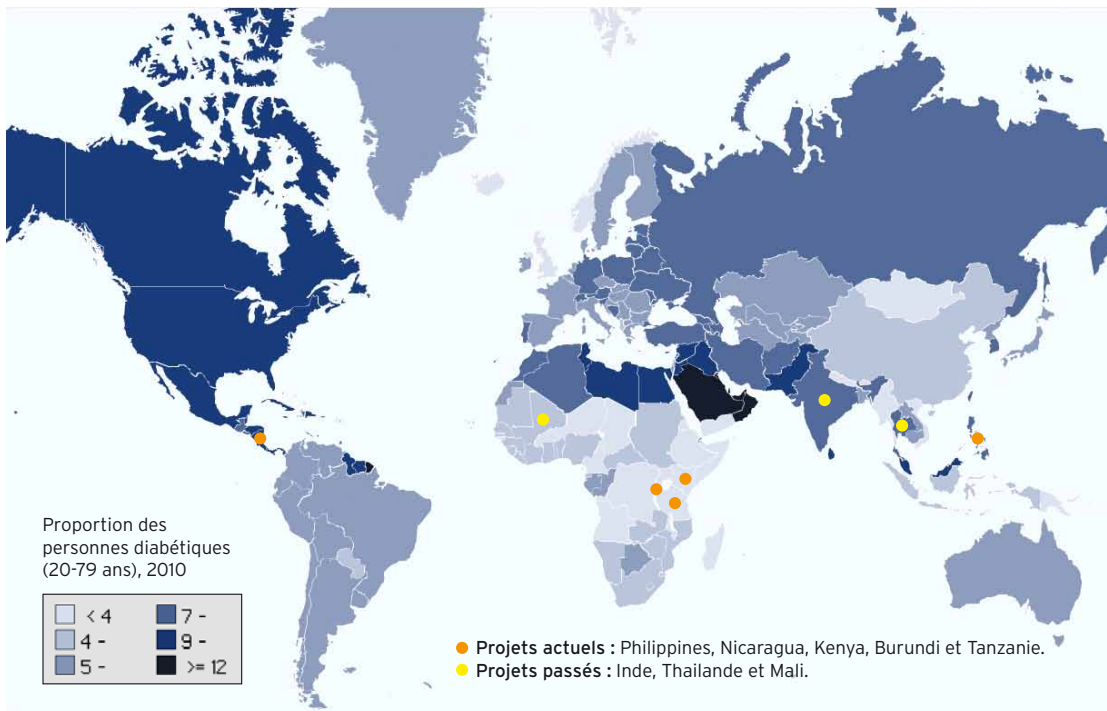 Proportion des
personnes diabétiques
(20-79 ans), 2010
< 4
4 -
5 -
7 -
9 -
>= 12
Projets actuels : Philippines, Nicaragua, Kenya, Burundi et Tanzanie.
Projets passés : Inde, Thailande et Mali.